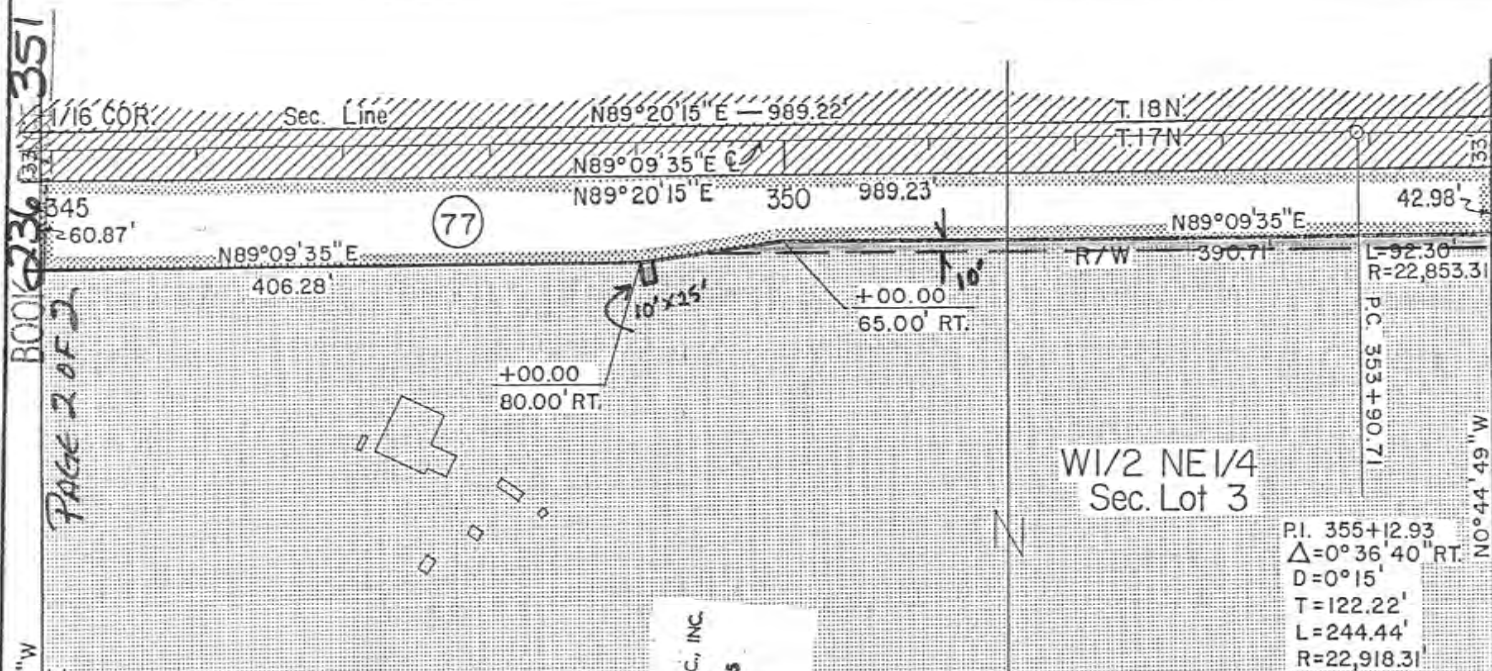 BOOK 236 351
PAGE 2 OF 2
1/16 COR.
Sec. Line
N89°20'15"E — 989.22'
T. 18 N.
T. 17 N.
33'
N89°09'35"E ℄
33'
N89°20'15"E
350
989.23'
345
60.87'
77
42.98'
N89°09'35"E
N89°09'35"E
406.28'
R/W
390.71'
L=92.30'
R=22,853.31
10'
10'x25'
+00.00
65.00' RT.
+00.00
80.00' RT.
P.C. 353+90.71
W1/2 NE1/4
Sec. Lot 3
N
N0°44'49"W
P.I. 355+12.93
Δ=0°36'40"RT.
D=0°15'
T=122.22'
L=244.44'
R=22,918.31'
C., INC.
S
"W